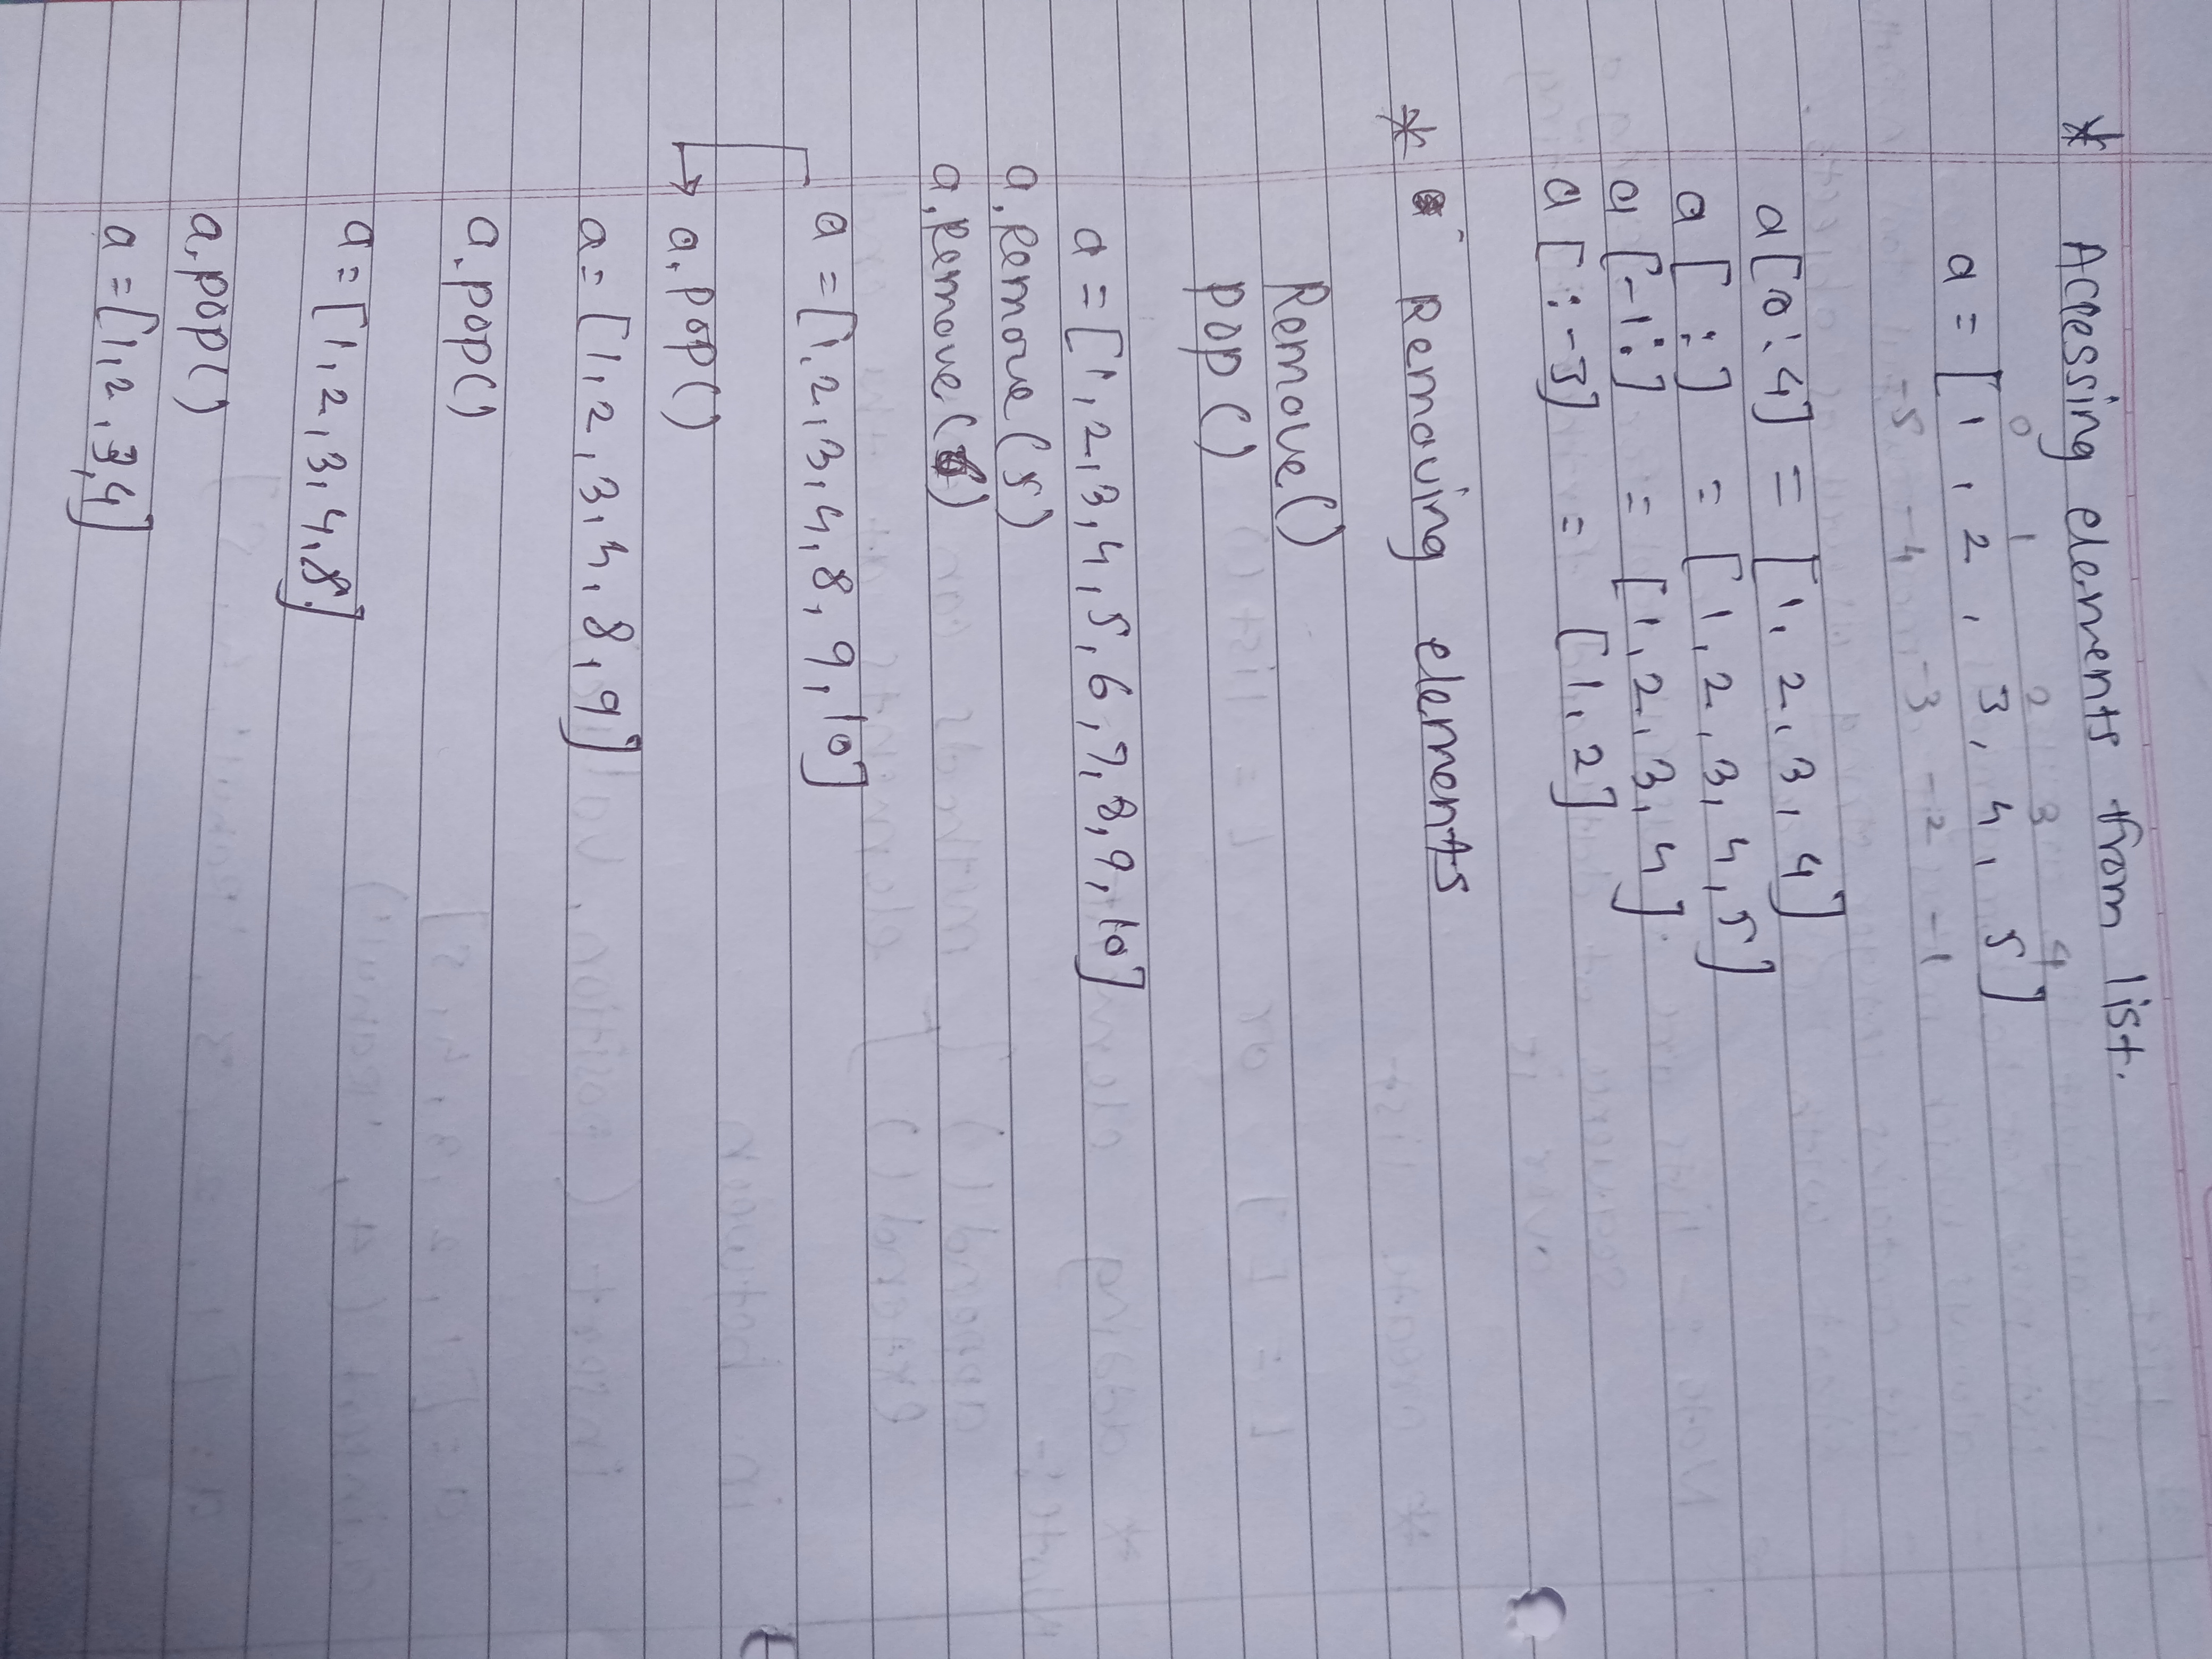 * Accessing elements from list.
0 1 2 3 4
a = [1, 2, 3, 4, 5]
-5 -4 -3 -2 -1
a[0:4] = [1, 2, 3, 4]
a[:] = [1, 2, 3, 4, 5]
a[-1:] = [1, 2, 3, 4]
a[:-3] = [1, 2]
* Removing elements
Remove()
pop()
a = [1, 2, 3, 4, 5, 6, 7, 8, 9, 10]
a.Remove(5)
a.Remove(6)
a = [1, 2, 3, 4, 8, 9, 10]
a.pop()
a = [1, 2, 3, 4, 8, 9]
a.pop()
a = [1, 2, 3, 4, 8]
a.pop()
a = [1, 2, 3, 4]